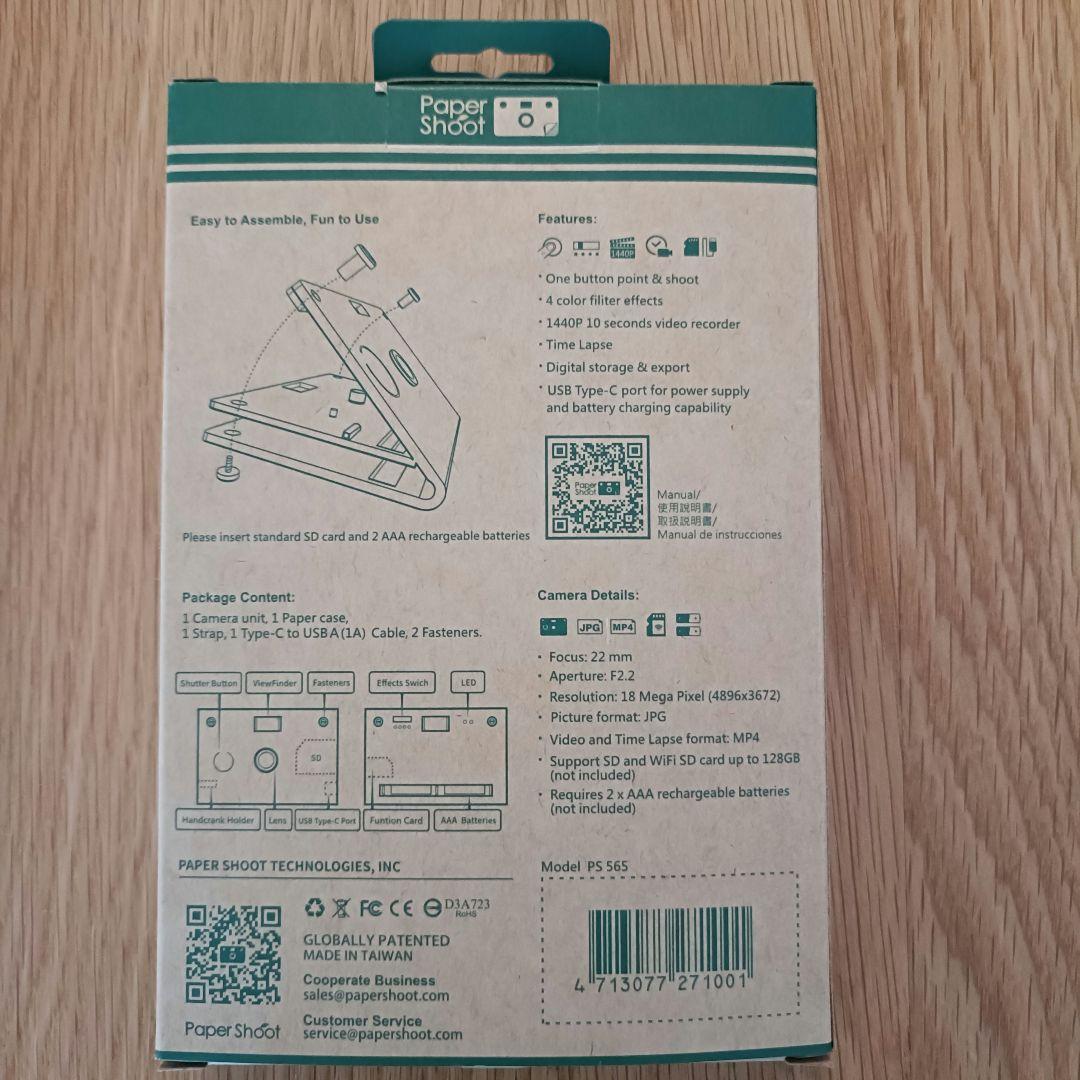 Paper
Shoot
Easy to Assemble, Fun to Use
Please insert standard SD card and 2 AAA rechargeable batteries
Features:
1440P
· One button point & shoot
· 4 color filiter effects
· 1440P 10 seconds video recorder
· Time Lapse
· Digital storage & export
· USB Type-C port for power supply
and battery charging capability
Paper
Shoot
Manual/
使用說明書/
取扱説明書/
Manual de instrucciones
Package Content:
1 Camera unit, 1 Paper case,
1 Strap, 1 Type-C to USB A (1A) Cable, 2 Fasteners.
Shutter Button
ViewFinder
Fasteners
Effects Swich
LED
SD
Handcrank Holder
Lens
USB Type-C Port
Funtion Card
AAA Batteries
Camera Details:
JPG
MP4
· Focus: 22 mm
· Aperture: F2.2
· Resolution: 18 Mega Pixel (4896x3672)
· Picture format: JPG
· Video and Time Lapse format: MP4
· Support SD and WiFi SD card up to 128GB
(not included)
· Requires 2 x AAA rechargeable batteries
(not included)
PAPER SHOOT TECHNOLOGIES, INC
FC CE D3A723
RoHS
GLOBALLY PATENTED
MADE IN TAIWAN
Cooperate Business
sales@papershoot.com
Customer Service
service@papershoot.com
Paper Shoot
Model PS 565
4 713077 271001